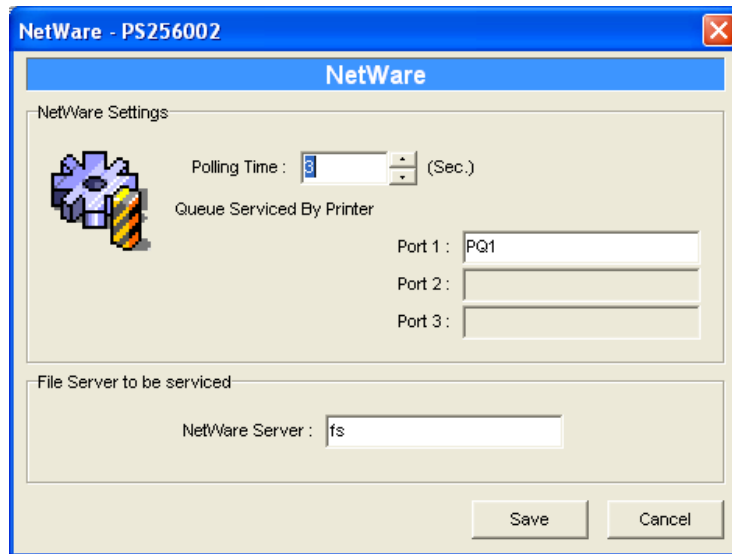 NetWare - PS256002
NetWare
NetWare Settings
Polling Time : 3 (Sec.)
Queue Serviced By Printer
Port 1 : PQ1
Port 2 :
Port 3 :
File Server to be serviced
NetWare Server : fs
Save Cancel